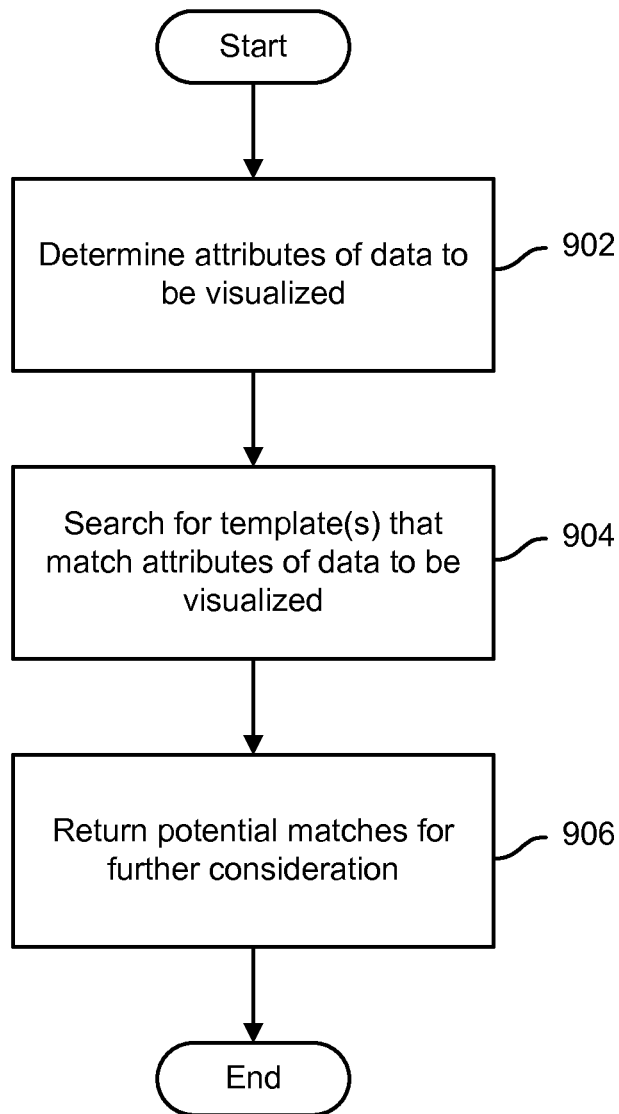 Start
Determine attributes of data to
be visualized
902
Search for template(s) that
match attributes of data to be
visualized
904
Return potential matches for
further consideration
906
End